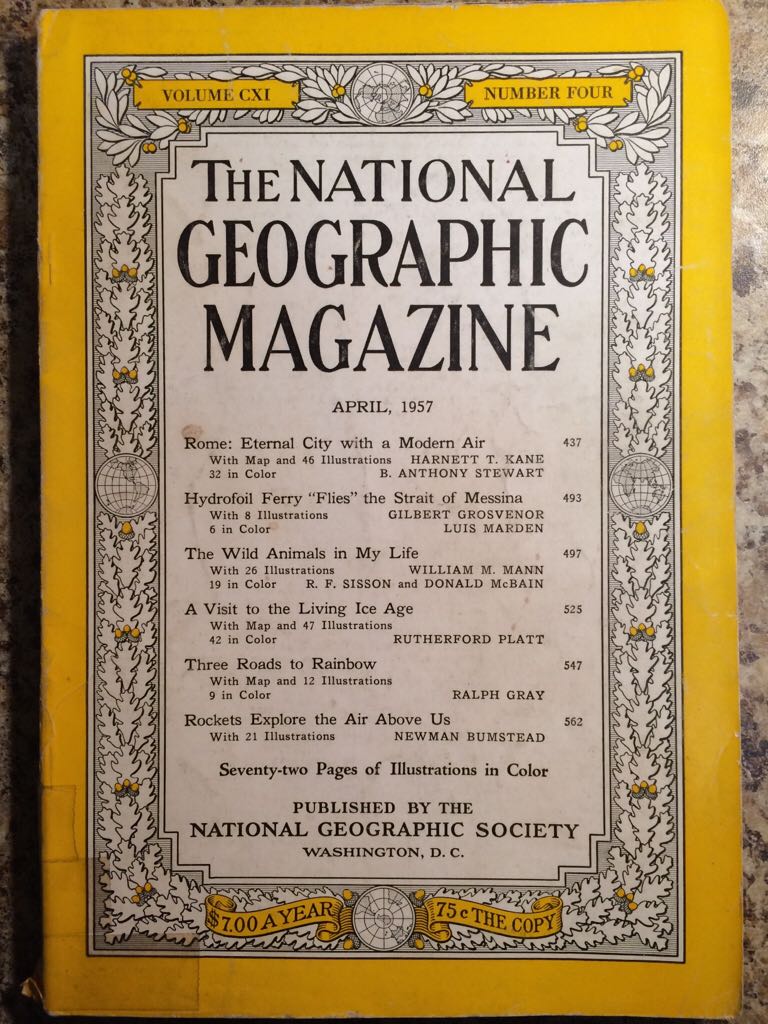 VOLUME CXI
NUMBER FOUR
THE NATIONAL
GEOGRAPHIC
MAGAZINE
APRIL, 1957
Rome: Eternal City with a Modern Air 437
With Map and 46 Illustrations HARNETT T. KANE
32 in Color B. ANTHONY STEWART
Hydrofoil Ferry "Flies" the Strait of Messina 493
With 8 Illustrations GILBERT GROSVENOR
6 in Color LUIS MARDEN
The Wild Animals in My Life 497
With 26 Illustrations WILLIAM M. MANN
19 in Color R. F. SISSON and DONALD McBAIN
A Visit to the Living Ice Age 525
With Map and 47 Illustrations
42 in Color RUTHERFORD PLATT
Three Roads to Rainbow 547
With Map and 12 Illustrations
9 in Color RALPH GRAY
Rockets Explore the Air Above Us 562
With 21 Illustrations NEWMAN BUMSTEAD
Seventy-two Pages of Illustrations in Color
PUBLISHED BY THE
NATIONAL GEOGRAPHIC SOCIETY
WASHINGTON, D. C.
$7.00 A YEAR
75c THE COPY